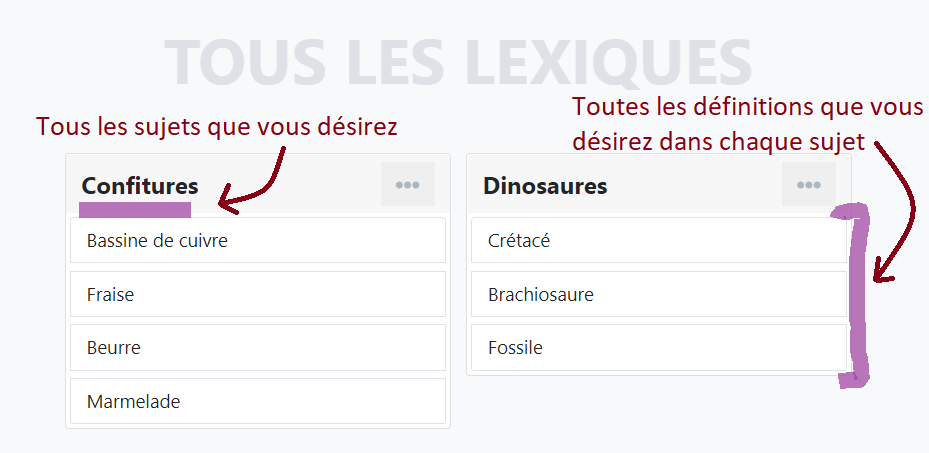 TOUS LES LEXIQUES
Tous les sujets que vous désirez
Toutes les définitions que vous
désirez dans chaque sujet
Confitures
Bassine de cuivre
Fraise
Beurre
Marmelade
Dinosaures
Crétacé
Brachiosaure
Fossile